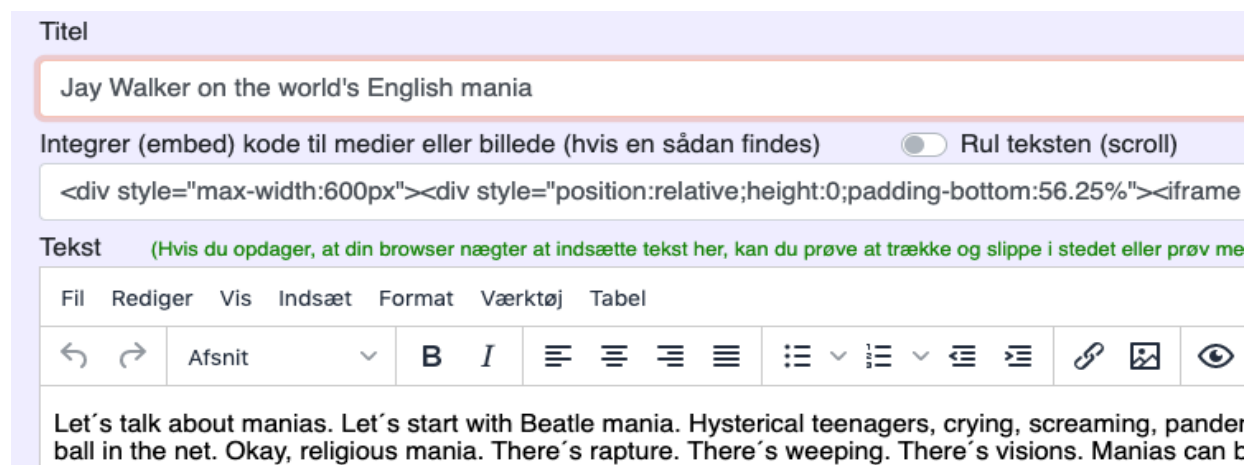 Titel
Jay Walker on the world's English mania
Integrer (embed) kode til medier eller billede (hvis en sådan findes) Rul teksten (scroll)
<div style="max-width:600px"><div style="position:relative;height:0;padding-bottom:56.25%"><iframe
Tekst (Hvis du opdager, at din browser nægter at indsætte tekst her, kan du prøve at trække og slippe i stedet eller prøv
Fil Rediger Vis Indsæt Format Værktøj Tabel
Afsnit B I
Let´s talk about manias. Let´s start with Beatle mania. Hysterical teenagers, crying, screaming,
ball in the net. Okay, religious mania. There´s rapture. There´s weeping. There´s visions. Manias can